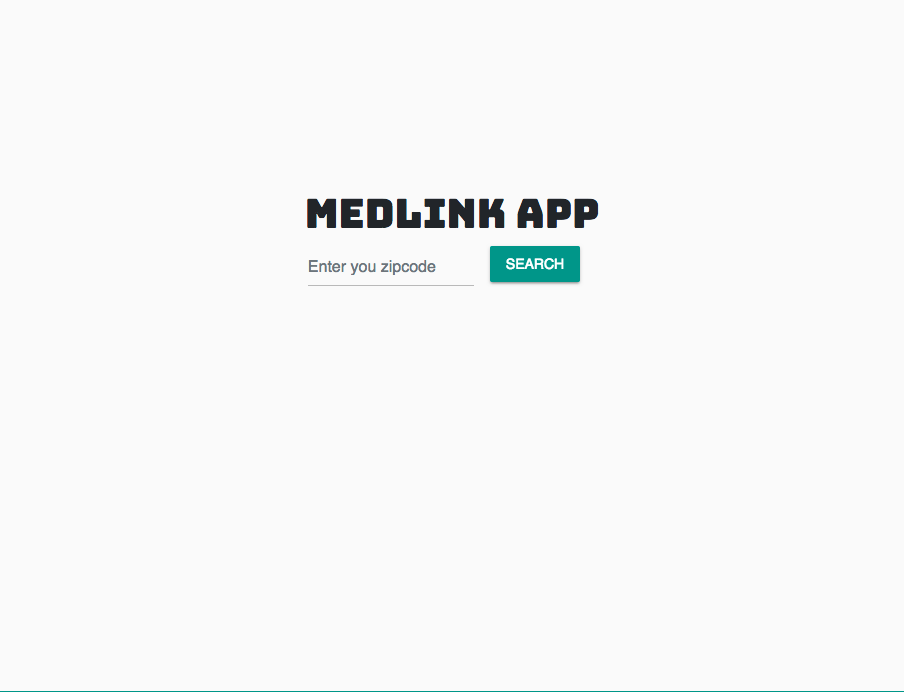 MEDLINK APP
Enter you zipcode
SEARCH